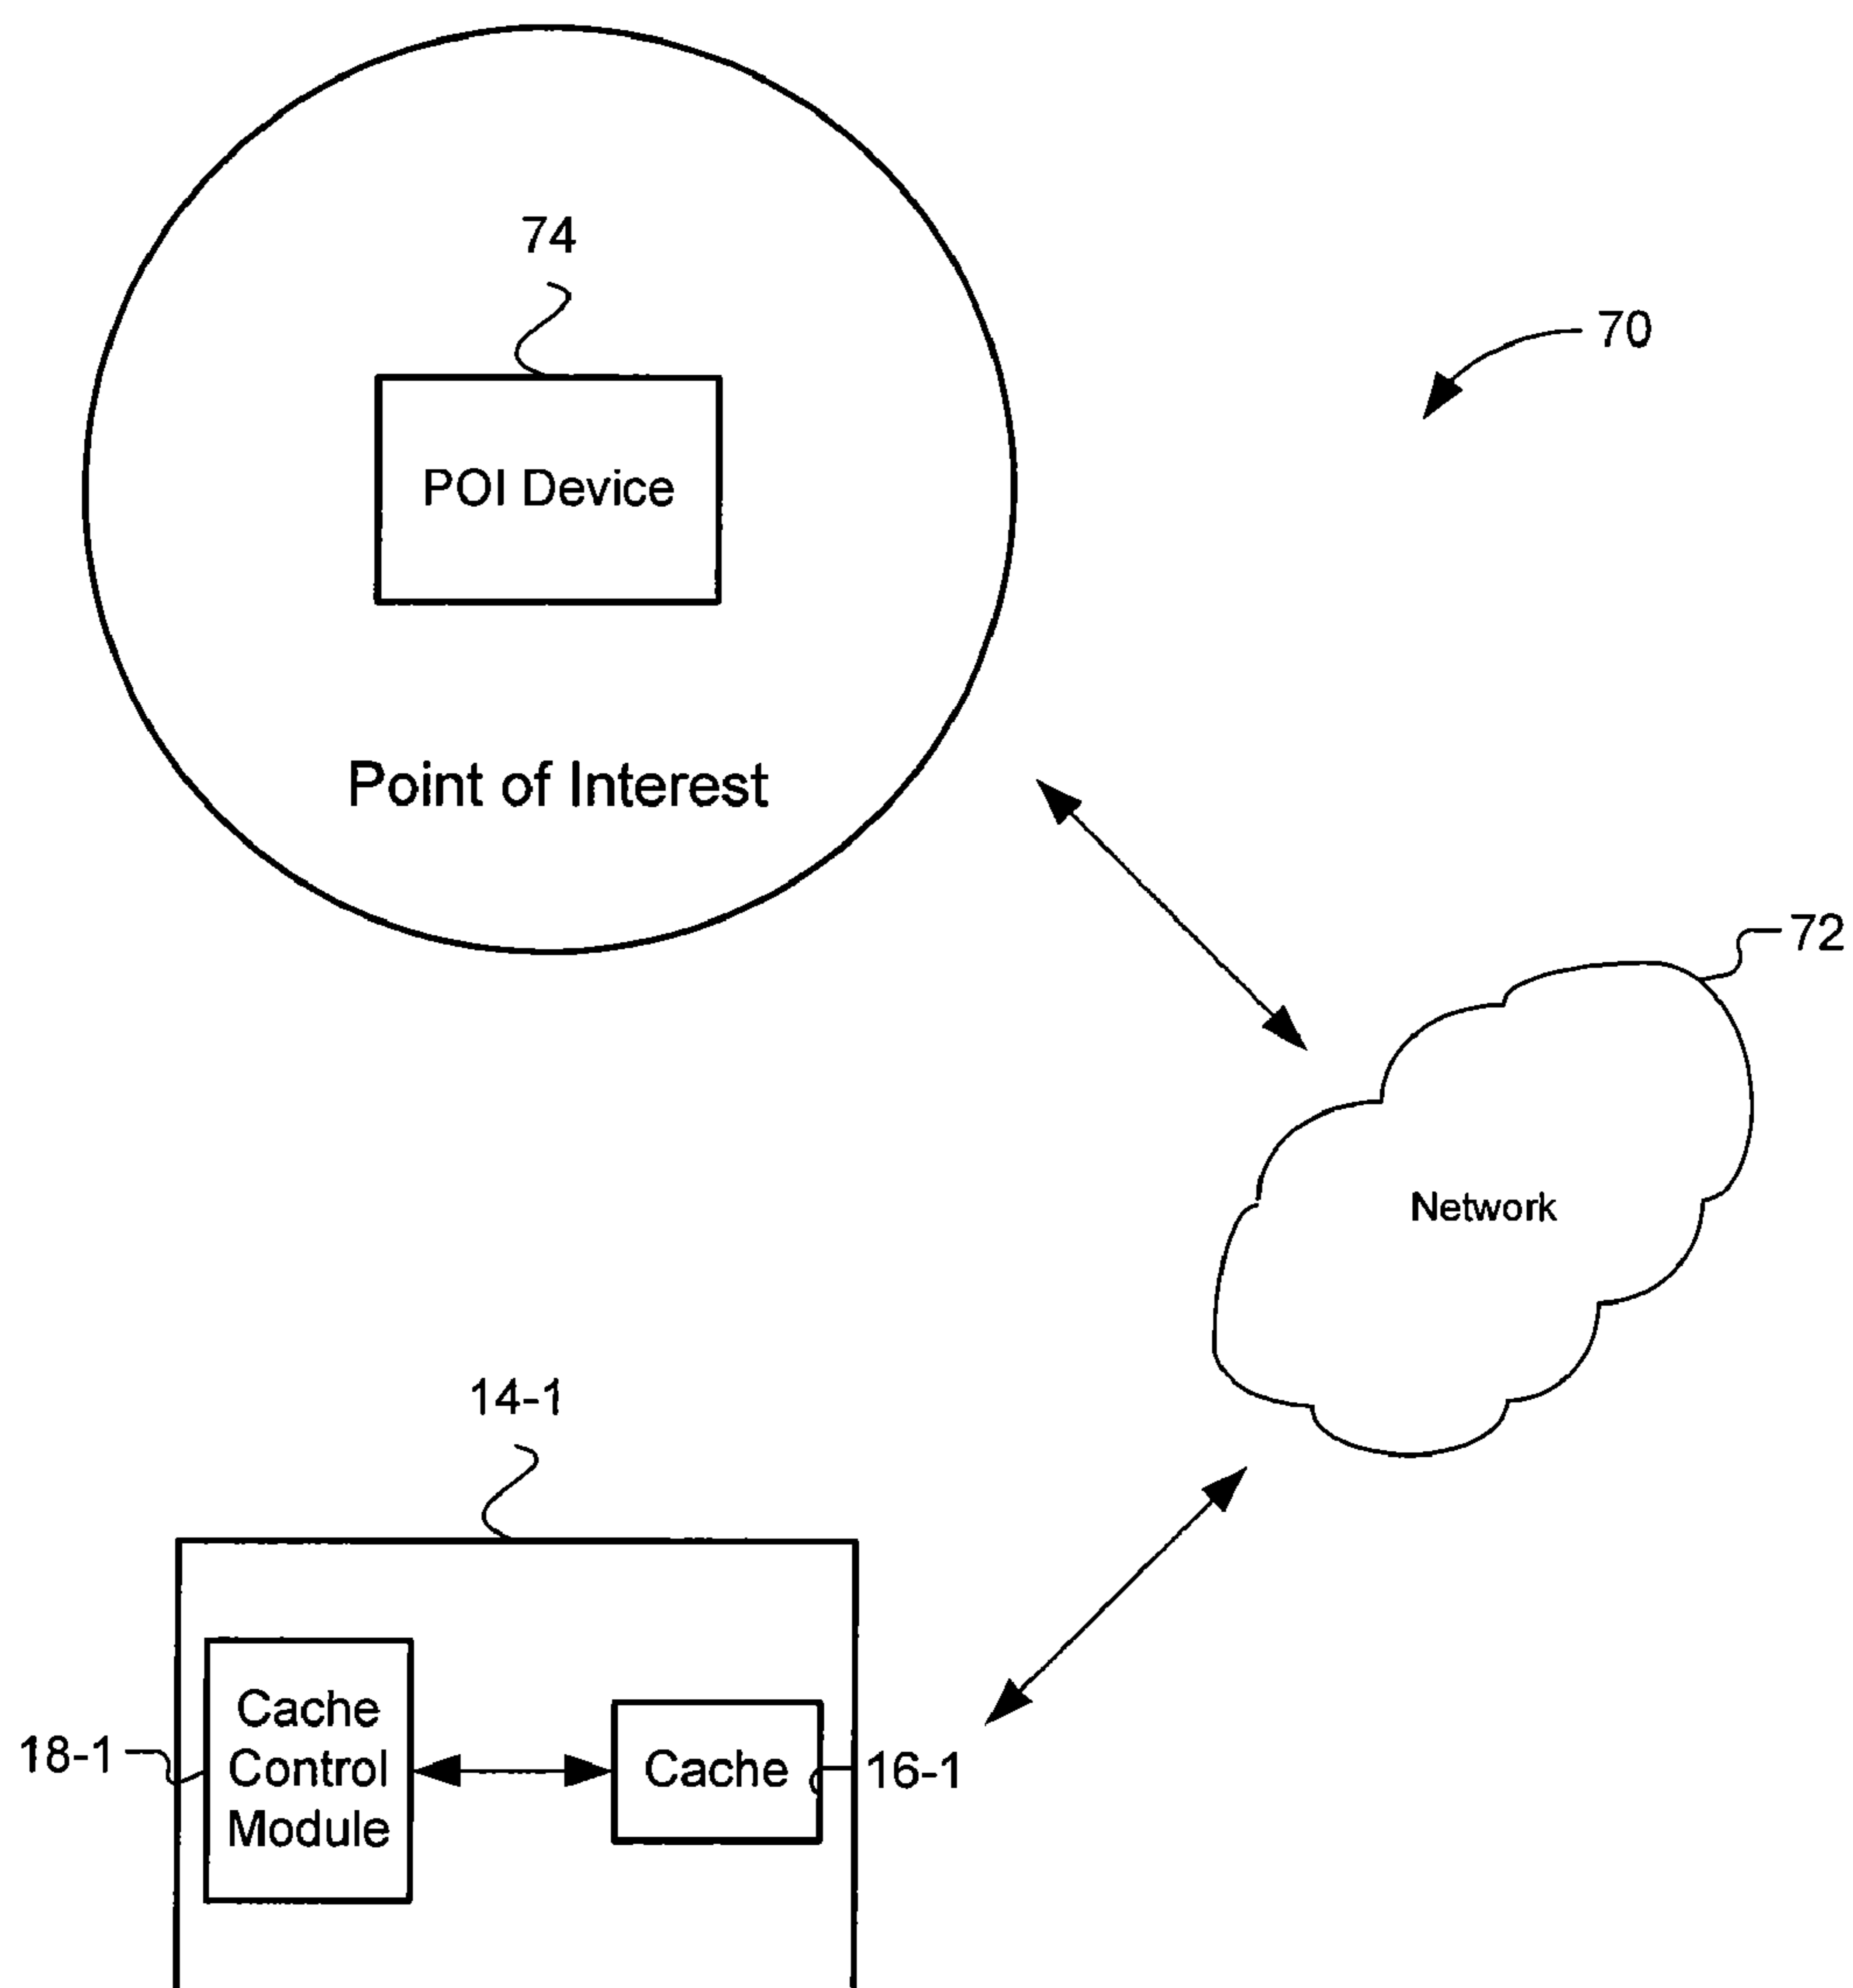 74
70
POI Device
Point of Interest
72
Network
14-1
Cache
Control
Module
18-1
Cache
16-1